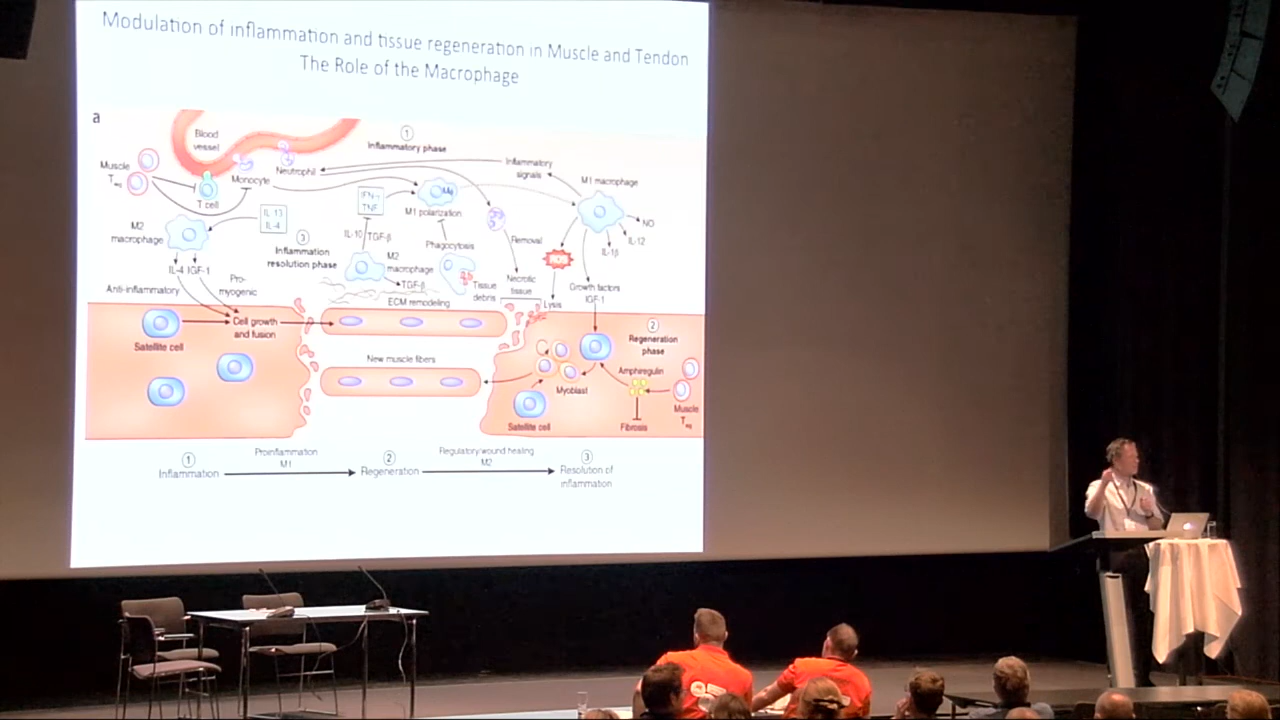 Modulation of inflammation and tissue regeneration in Muscle and Tendon
The Role of the Macrophage
a
Blood
vessel
1
Inflammatory phase
Muscle
T
Monocyte
Neutrophil
T cell
Inflammatory
signals
M1 macrophage
IFN-γ
TNF
Mφ
M1 polarization
NO
IL-12
IL-1β
M2
macrophage
IL-13
IL-4
3
Inflammation
resolution phase
IL-10
TGF-β
M2
macrophage
TGF-β
Phagocytosis
Tissue
debris
Removal
Necrotic
tissue
ROS
Lysis
Growth factors
IGF-1
IL-4 IGF-1
Anti-inflammatory
Pro-
myogenic
ECM remodeling
Cell growth
and fusion
Satellite cell
New muscle fibers
2
Regeneration
phase
Amphiregulin
Myoblast
Satellite cell
Muscle
T
Fibrosis
1
Inflammation
Proinflammation
M1
2
Regeneration
Regulatory/wound healing
M2
3
Resolution of
inflammation